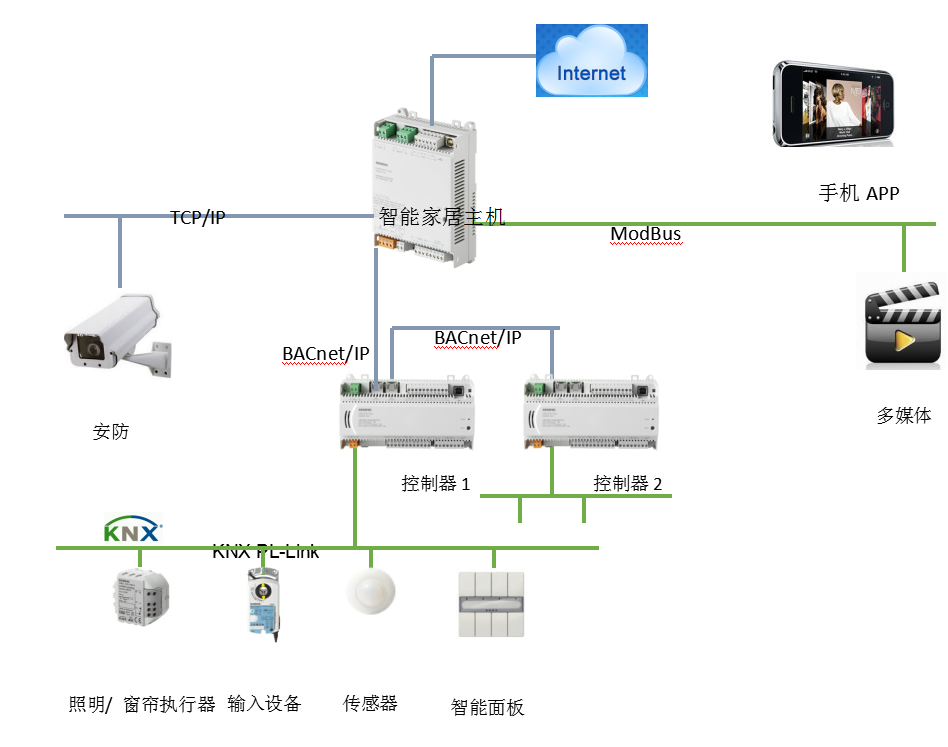 Internet
手机 APP
智能家居主机
TCP/IP
ModBus
BACnet/IP
BACnet/IP
安防
多媒体
控制器 1
控制器 2
KNX
KNX PL-Link
照明/ 窗帘执行器
输入设备
传感器
智能面板